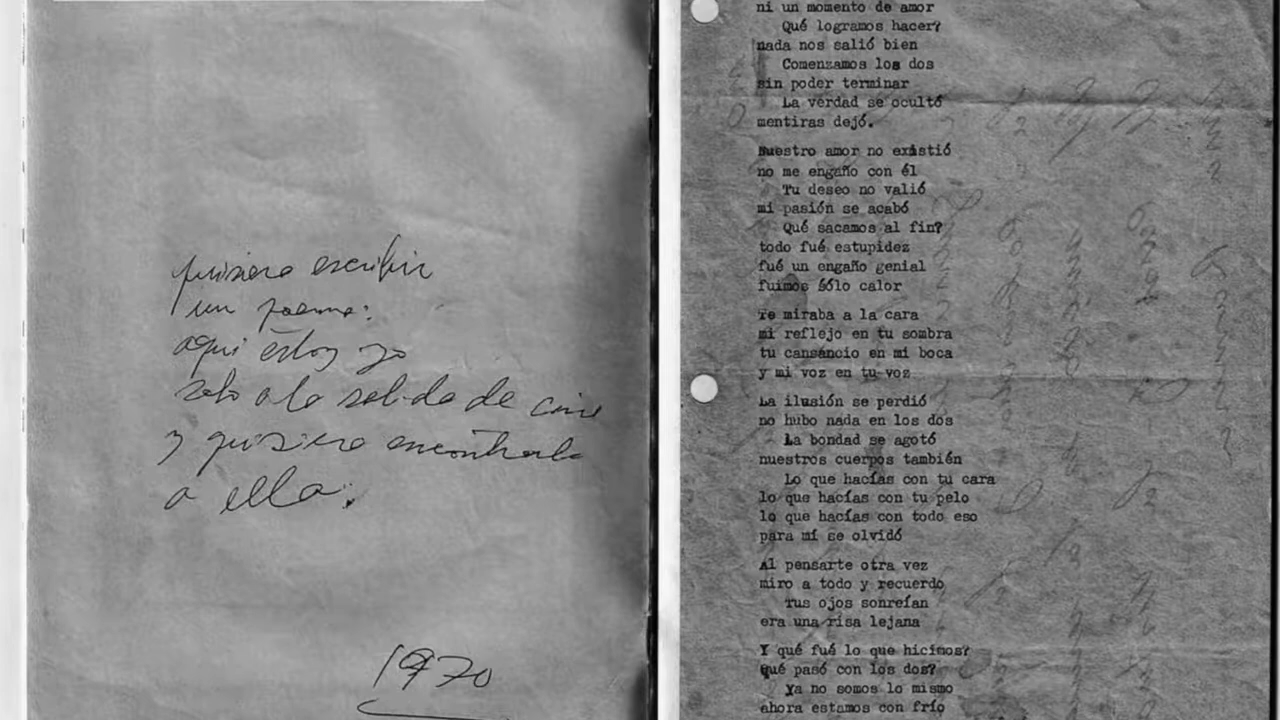 quisiera escribir
un poema:
aquí estoy yo
solo a la salida de cine
y quisiera encontrarla
a ella.
1970
ni un momento de amor
Qué logramos hacer?
nada nos salió bien
Comenzamos los dos
sin poder terminar
La verdad se ocultó
mentiras dejó.
Nuestro amor no existió
no me engaño con él
Tu deseo no valió
mi pasión se acabó
Qué sacamos al fin?
todo fué estupidez
fué un engaño genial
fuimos sólo calor
Te miraba a la cara
mi reflejo en tu sombra
tu cansancio en mi boca
y mi voz en tu voz
La ilusión se perdió
no hubo nada en los dos
La bondad se agotó
nuestros cuerpos también
Lo que hacías con tu cara
lo que hacías con tu pelo
lo que hacías con todo eso
para mí se olvidó
Al pensarte otra vez
miro a todo y recuerdo
Tus ojos sonreían
era una risa lejana
Y qué fué lo que hicimos?
Qué pasó con los dos?
Ya no somos lo mismo
ahora estamos con frío